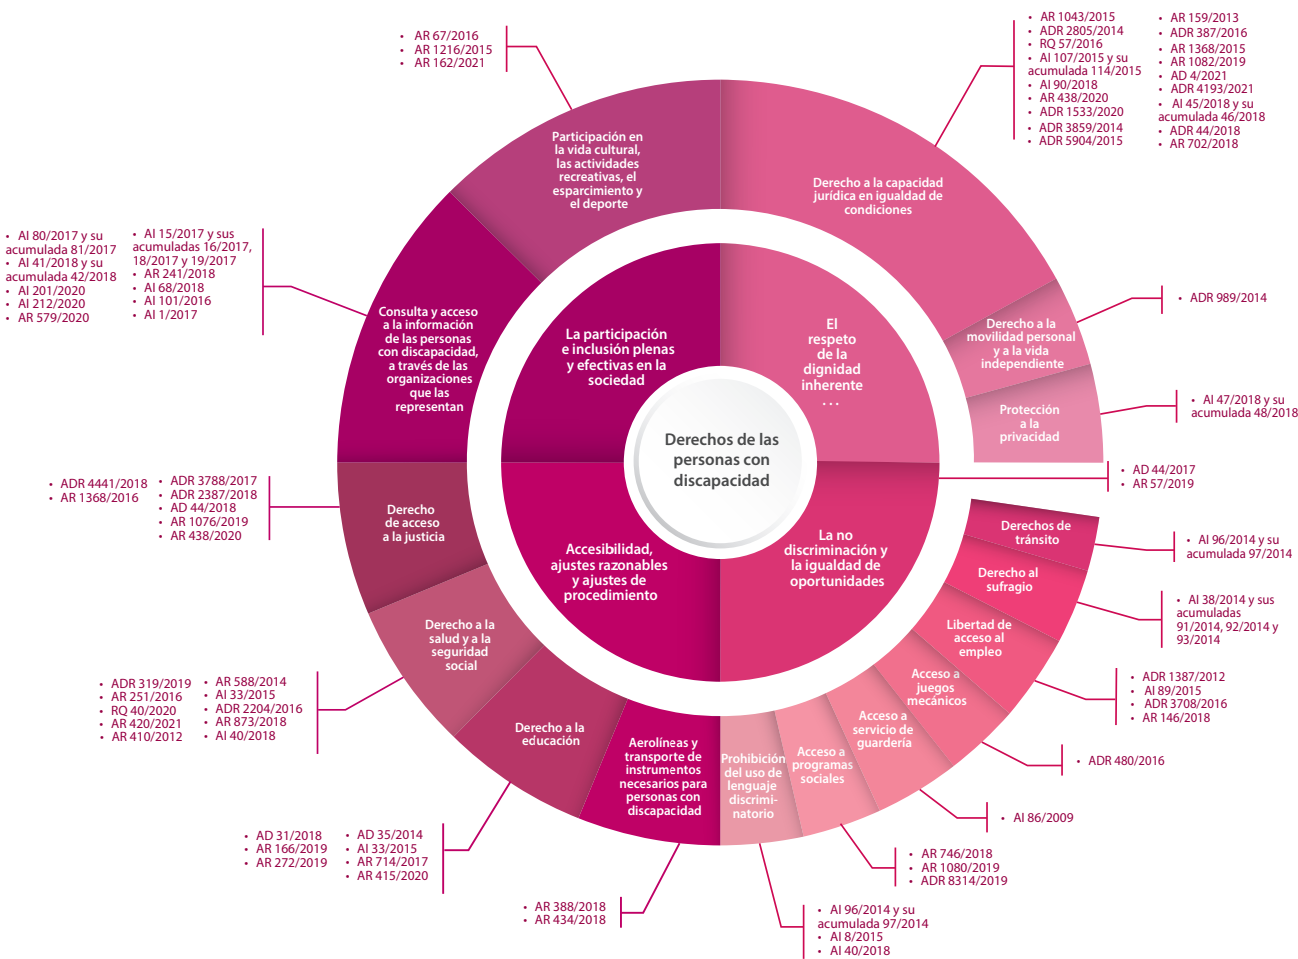 Derechos de las
personas con
discapacidad
El
respeto
de la
dignidad
inherente
...
Derecho a la capacidad
jurídica en igualdad de
condiciones
• AR 1043/2015
• ADR 2805/2014
• RQ 57/2016
• AI 107/2015 y su
acumulada 114/2015
• AI 90/2018
• AR 438/2020
• ADR 1533/2020
• ADR 3859/2014
• ADR 5904/2015
• AR 159/2013
• ADR 387/2016
• AR 1368/2015
• AR 1082/2019
• AD 4/2021
• ADR 4193/2021
• AI 45/2018 y su
acumulada 46/2018
• ADR 44/2018
• AR 702/2018
Derecho a la
movilidad personal
y a la vida
independiente
• ADR 989/2014
Protección
a la
privacidad
• AI 47/2018 y su
acumulada 48/2018
La no
discriminación y
la igualdad de
oportunidades
• AD 44/2017
• AR 57/2019
Derechos de
tránsito
• AI 96/2014 y su
acumulada 97/2014
Derecho al
sufragio
• AI 38/2014 y sus
acumuladas
91/2014, 92/2014 y
93/2014
Libertad de
acceso al
empleo
• ADR 1387/2012
• AI 89/2015
• ADR 3708/2016
• AR 146/2018
Acceso a
juegos
mecánicos
• ADR 480/2016
Acceso a
servicio de
guardería
• AI 86/2009
Acceso a
programas
sociales
• AR 746/2018
• AR 1080/2019
• ADR 8314/2019
Prohibición
del uso de
lenguaje
discrimi-
natorio
• AI 96/2014 y su
acumulada 97/2014
• AI 8/2015
• AI 40/2018
Accesibilidad,
ajustes razonables
y ajustes de
procedimiento
Aerolíneas y
transporte de
instrumentos
necesarios para
personas con
discapacidad
• AR 388/2018
• AR 434/2018
Derecho a la
educación
• AD 31/2018
• AR 166/2019
• AR 272/2019
• AD 35/2014
• AI 33/2015
• AR 714/2017
• AR 415/2020
Derecho a la
salud y a la
seguridad
social
• ADR 319/2019
• AR 251/2016
• RQ 40/2020
• AR 420/2021
• AR 410/2012
• AR 588/2014
• AI 33/2015
• ADR 2204/2016
• AR 873/2018
• AI 40/2018
Derecho
de acceso
a la justicia
• ADR 4441/2018
• AR 1368/2016
• ADR 3788/2017
• ADR 2387/2018
• AD 44/2018
• AR 1076/2019
• AR 438/2020
La participación
e inclusión plenas
y efectivas en la
sociedad
Consulta y acceso
a la información
de las personas
con discapacidad,
a través de las
organizaciones
que las
representan
• AI 80/2017 y su
acumulada 81/2017
• AI 41/2018 y su
acumulada 42/2018
• AI 201/2020
• AI 212/2020
• AR 579/2020
• AI 15/2017 y sus
acumuladas 16/2017,
18/2017 y 19/2017
• AR 241/2018
• AI 68/2018
• AI 101/2016
• AI 1/2017
Participación en
la vida cultural,
las actividades
recreativas, el
esparcimiento y
el deporte
• AR 67/2016
• AR 1216/2015
• AR 162/2021